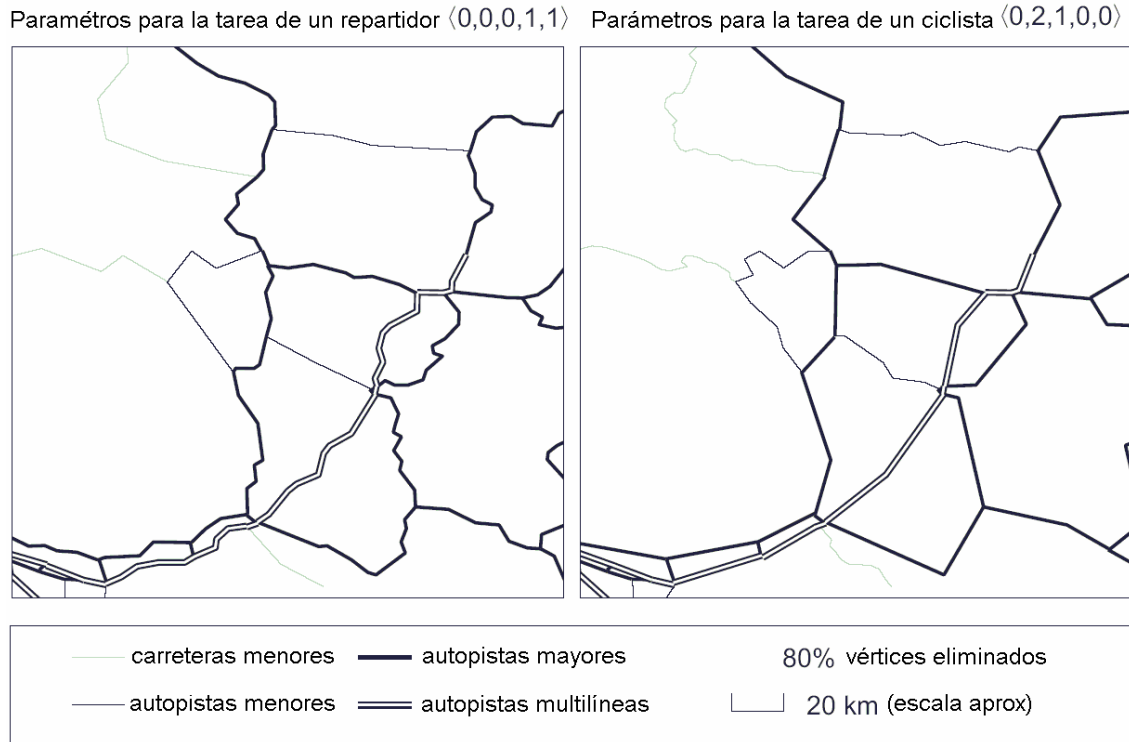 Paramétros para la tarea de un repartidor ⟨0,0,0,1,1⟩
Parámetros para la tarea de un ciclista ⟨0,2,1,0,0⟩
carreteras menores
autopistas mayores
80% vértices eliminados
autopistas menores
autopistas multilíneas
20 km (escala aprox)